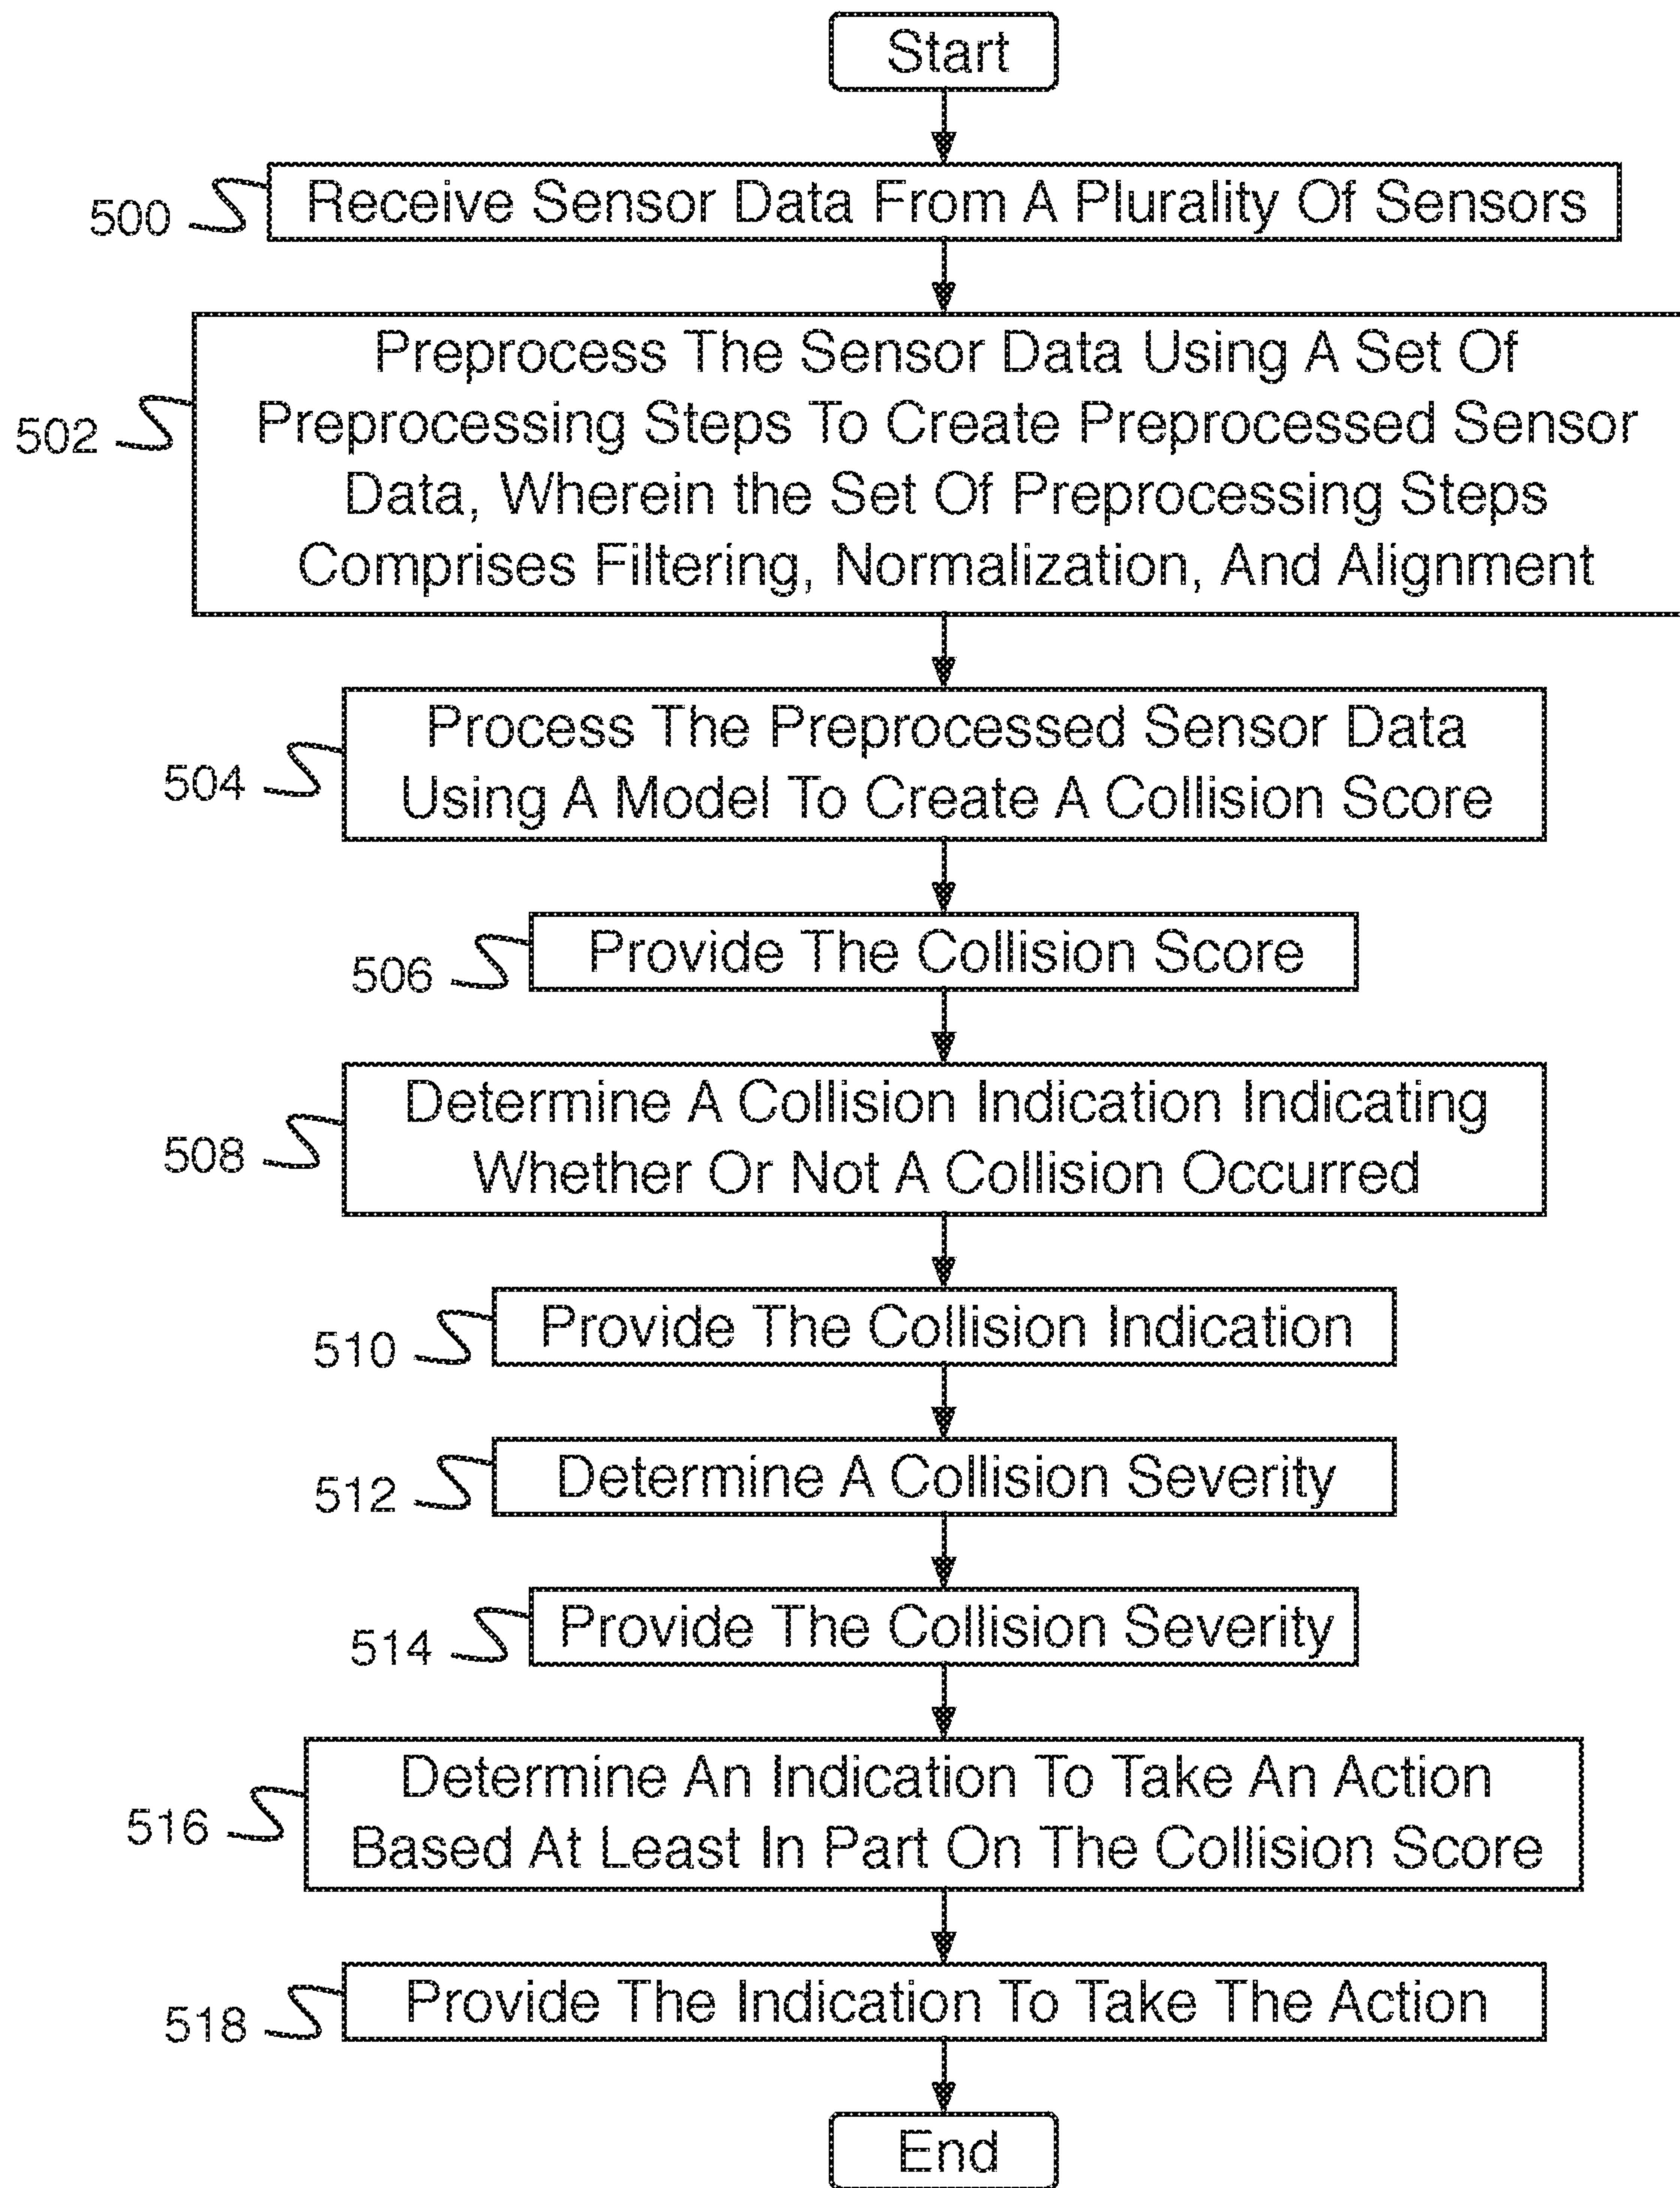 Start
500
Receive Sensor Data From A Plurality Of Sensors
502
Preprocess The Sensor Data Using A Set Of
Preprocessing Steps To Create Preprocessed Sensor
Data, Wherein the Set Of Preprocessing Steps
Comprises Filtering, Normalization, And Alignment
504
Process The Preprocessed Sensor Data
Using A Model To Create A Collision Score
506
Provide The Collision Score
508
Determine A Collision Indication Indicating
Whether Or Not A Collision Occurred
510
Provide The Collision Indication
512
Determine A Collision Severity
514
Provide The Collision Severity
516
Determine An Indication To Take An Action
Based At Least In Part On The Collision Score
518
Provide The Indication To Take The Action
End